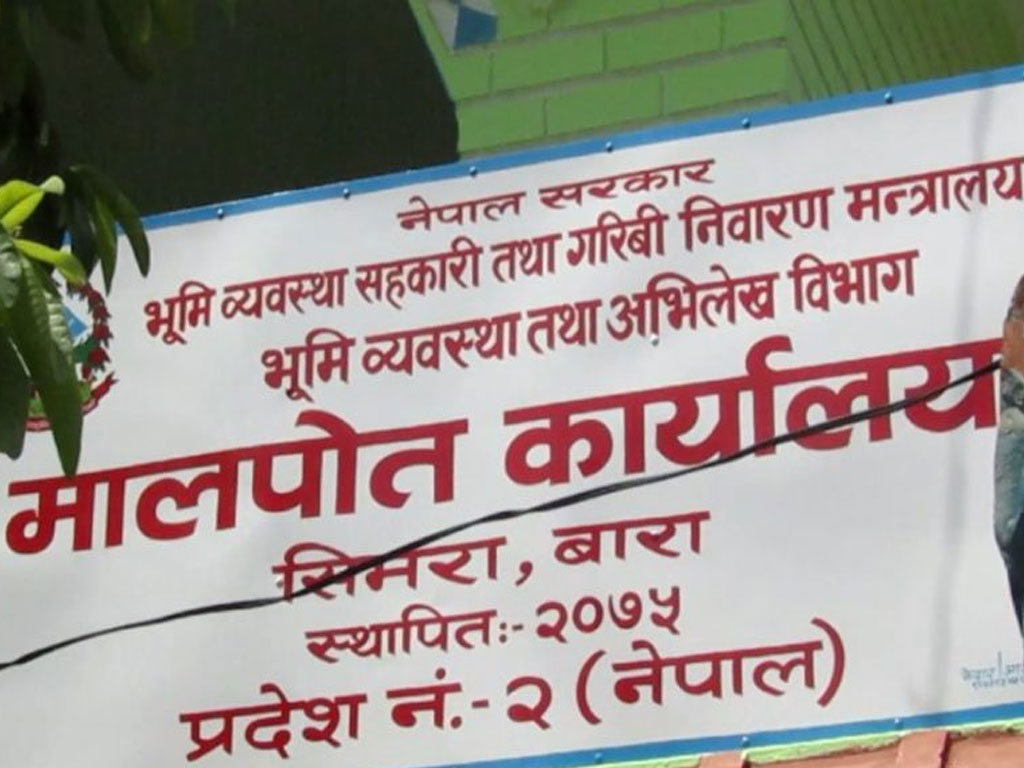 नेपाल सरकार
भूमि व्यवस्था सहकारी तथा गरिबी निवारण मन्त्रालय
भूमि व्यवस्था तथा अभिलेख विभाग
मालपोत कार्यालय
सिमरा, बारा
स्थापितः- २०७५
प्रदेश नं.- २ (नेपाल)